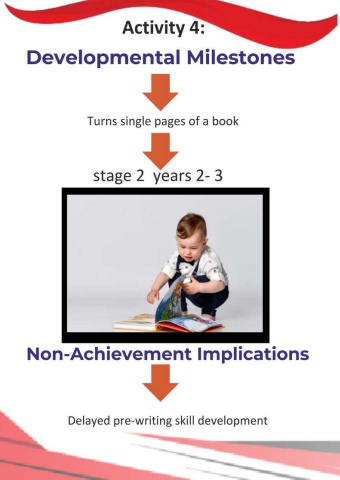 Activity 4:
Developmental Milestones
Turns single pages of a book
stage 2 years 2- 3
Non-Achievement Implications
Delayed pre-writing skill development